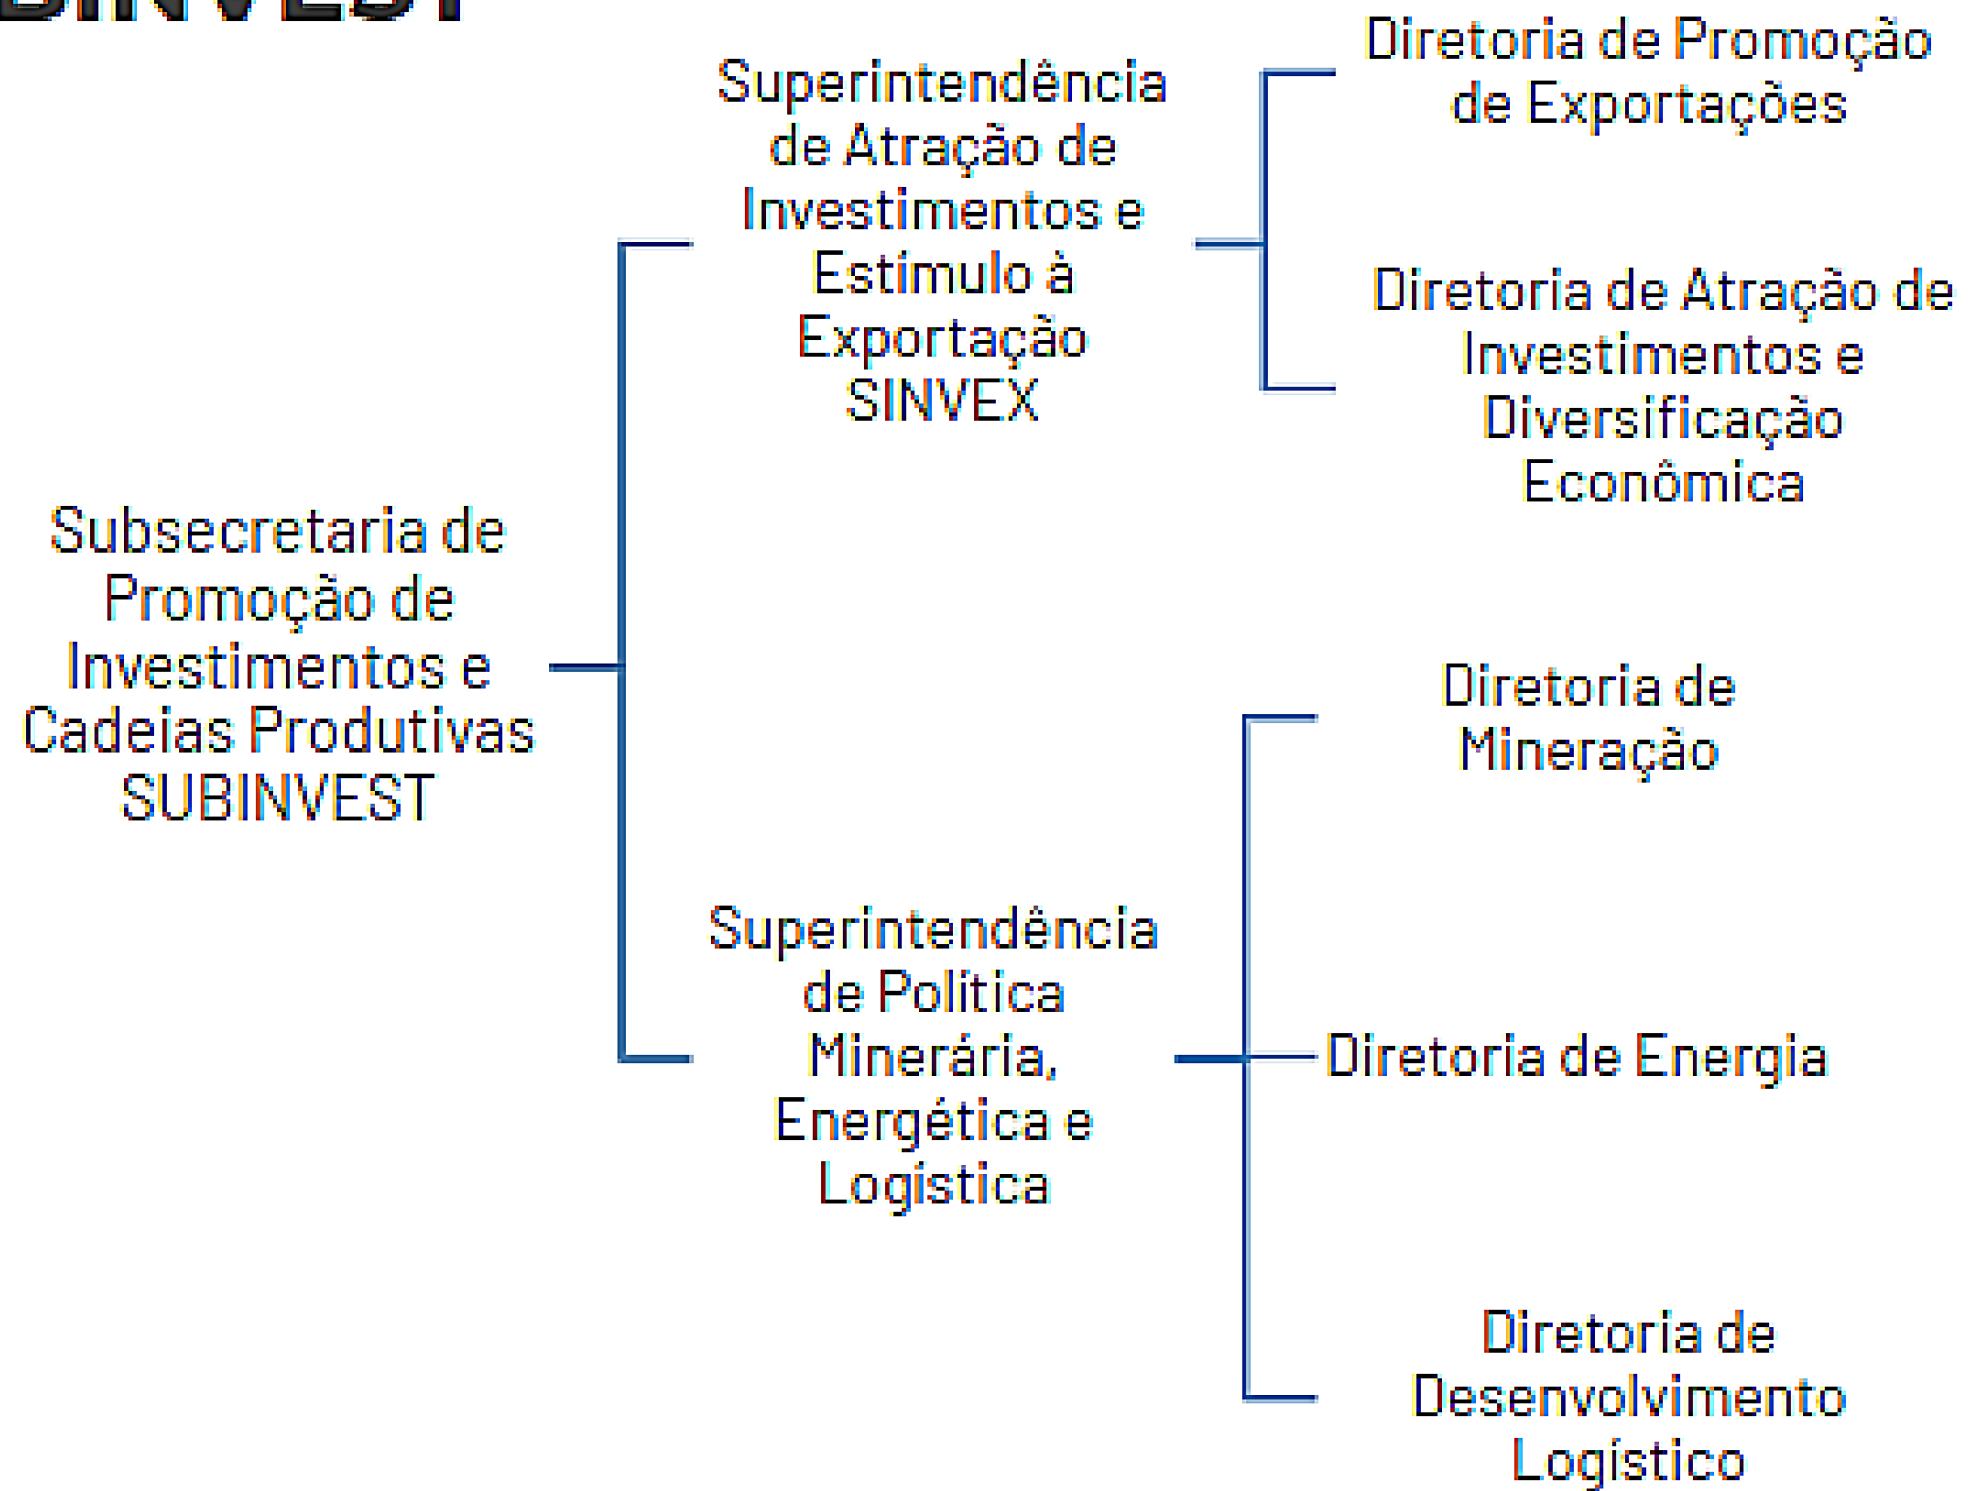 Subsecretaria de
Promoção de
Investimentos e
Cadeias Produtivas
SUBINVEST
Superintendência
de Atração de
Investimentos e
Estímulo à
Exportação
SINVEX
Diretoria de Promoção
de Exportações
Diretoria de Atração de
Investimentos e
Diversificação
Econômica
Superintendência
de Política
Minerária,
Energética e
Logística
Diretoria de
Mineração
Diretoria de Energia
Diretoria de
Desenvolvimento
Logístico